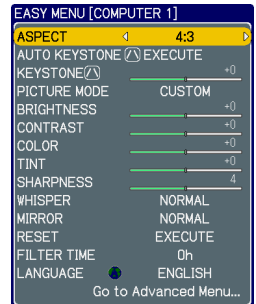 EASY MENU [COMPUTER 1]
ASPECT 4:3
AUTO KEYSTONE EXECUTE
KEYSTONE +0
PICTURE MODE CUSTOM
BRIGHTNESS +0
CONTRAST +0
COLOR +0
TINT +0
SHARPNESS 4
WHISPER NORMAL
MIRROR NORMAL
RESET EXECUTE
FILTER TIME 0h
LANGUAGE ENGLISH
Go to Advanced Menu...